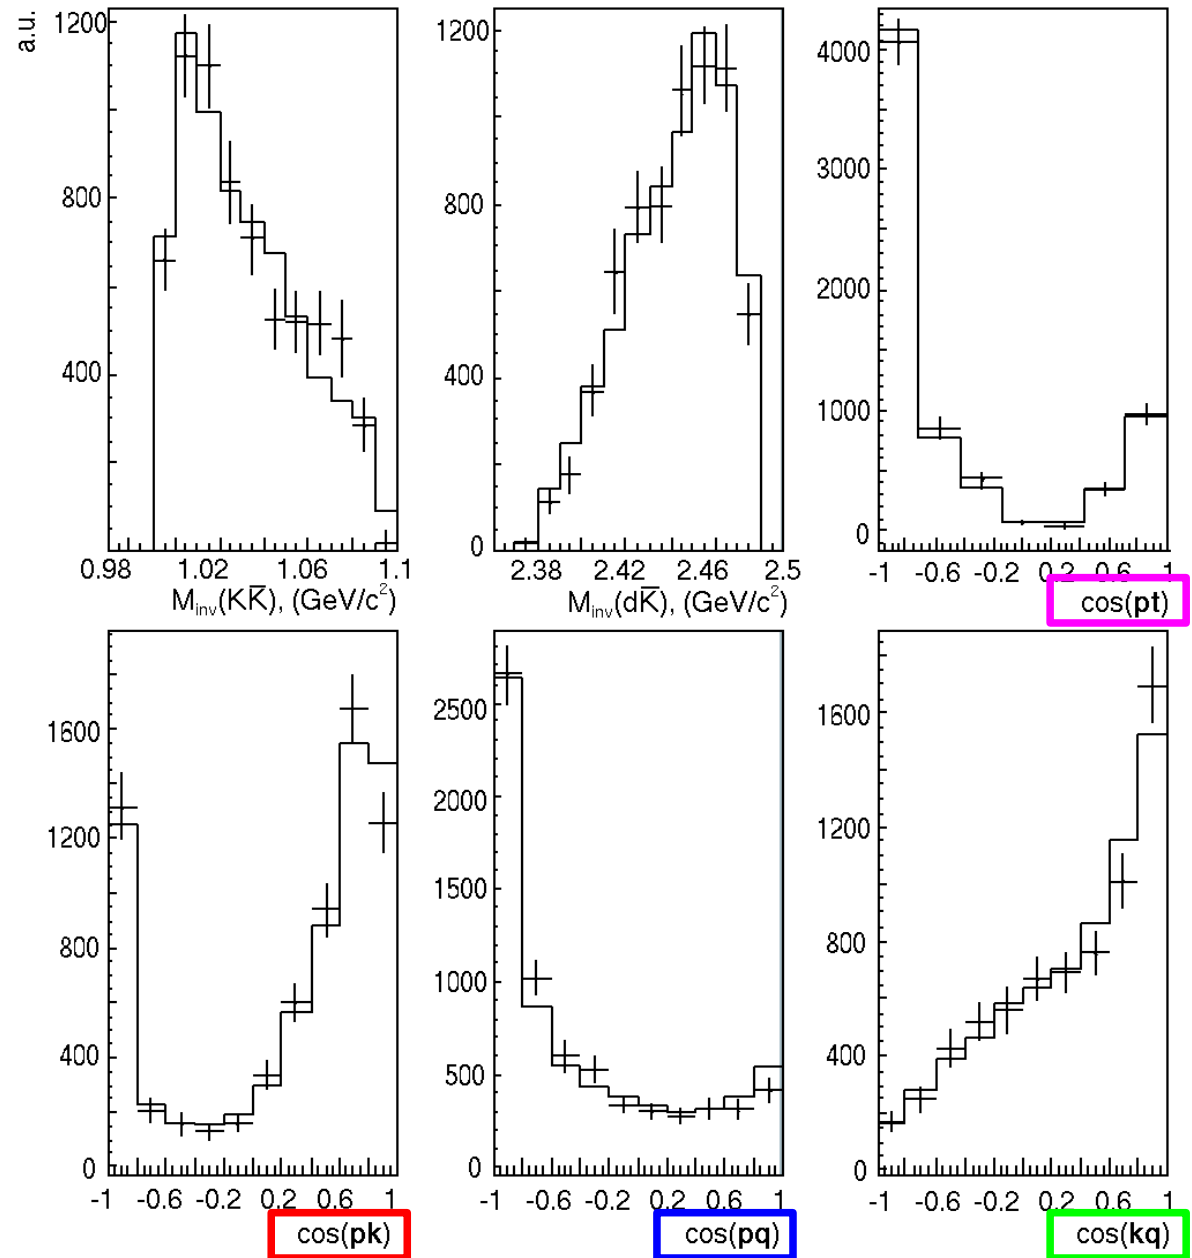 a.u.
1200
800
400
0.98 1.02 1.06 1.1
M_inv(KK̅), (GeV/c²)
1200
800
400
0
2.38 2.42 2.46 2.5
M_inv(dK̅), (GeV/c²)
4000
3000
2000
1000
0
-1 -0.6 -0.2 0.2 0.6 1
cos(pt)
1600
1200
800
400
0
-1 -0.6 -0.2 0.2 0.6 1
cos(pk)
2500
2000
1500
1000
500
0
-1 -0.6 -0.2 0.2 0.6 1
cos(pq)
1600
1200
800
400
0
-1 -0.6 -0.2 0.2 0.6 1
cos(kq)